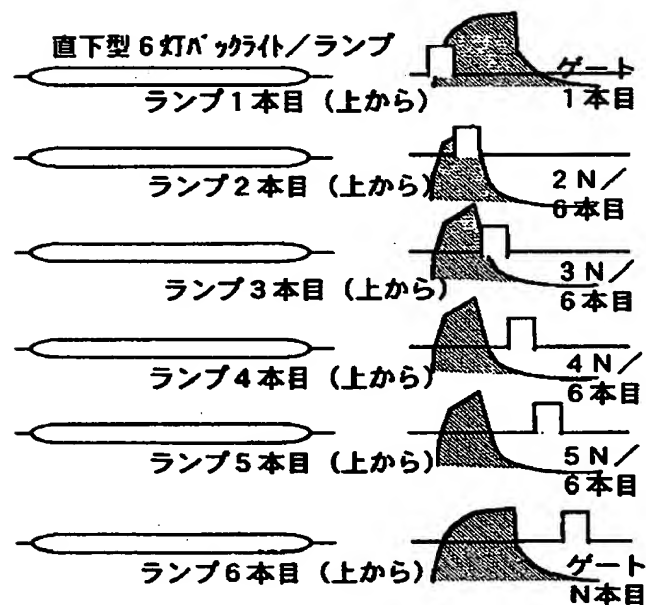 直下型6灯バックライト/ランプ
ゲート
1本目
ランプ1本目(上から)
ランプ2本目(上から)
2N/
6本目
ランプ3本目(上から)
3N/
6本目
ランプ4本目(上から)
4N/
6本目
ランプ5本目(上から)
5N/
6本目
ランプ6本目(上から)
ゲート
N本目